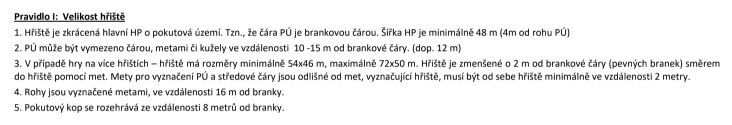 Pravidlo I:  Velikost hřiště
1. Hřiště je zkrácená hlavní HP o pokutová území. Tzn., že čára PÚ je brankovou čárou. Šířka HP je minimálně 48 m (4m od rohu PÚ)
2. PÚ může být vymezeno čárou, metami či kužely ve vzdálenosti  10 -15 m od brankové čáry. (dop. 12 m)
3. V případě hry na více hřištích – hřiště má rozměry minimálně 54x46 m, maximálně 72x50 m. Hřiště je zmenšené o 2 m od brankové čáry (pevných branek) směrem
do hřiště pomocí met. Mety pro vyznačení PÚ a středové čáry jsou odlišné od met, vyznačující hřiště, musí být od sebe hřiště minimálně ve vzdálenosti 2 metry.
4. Rohy jsou vyznačené metami, ve vzdálenosti 16 m od branky.
5. Pokutový kop se rozehrává ze vzdálenosti 8 metrů od branky.